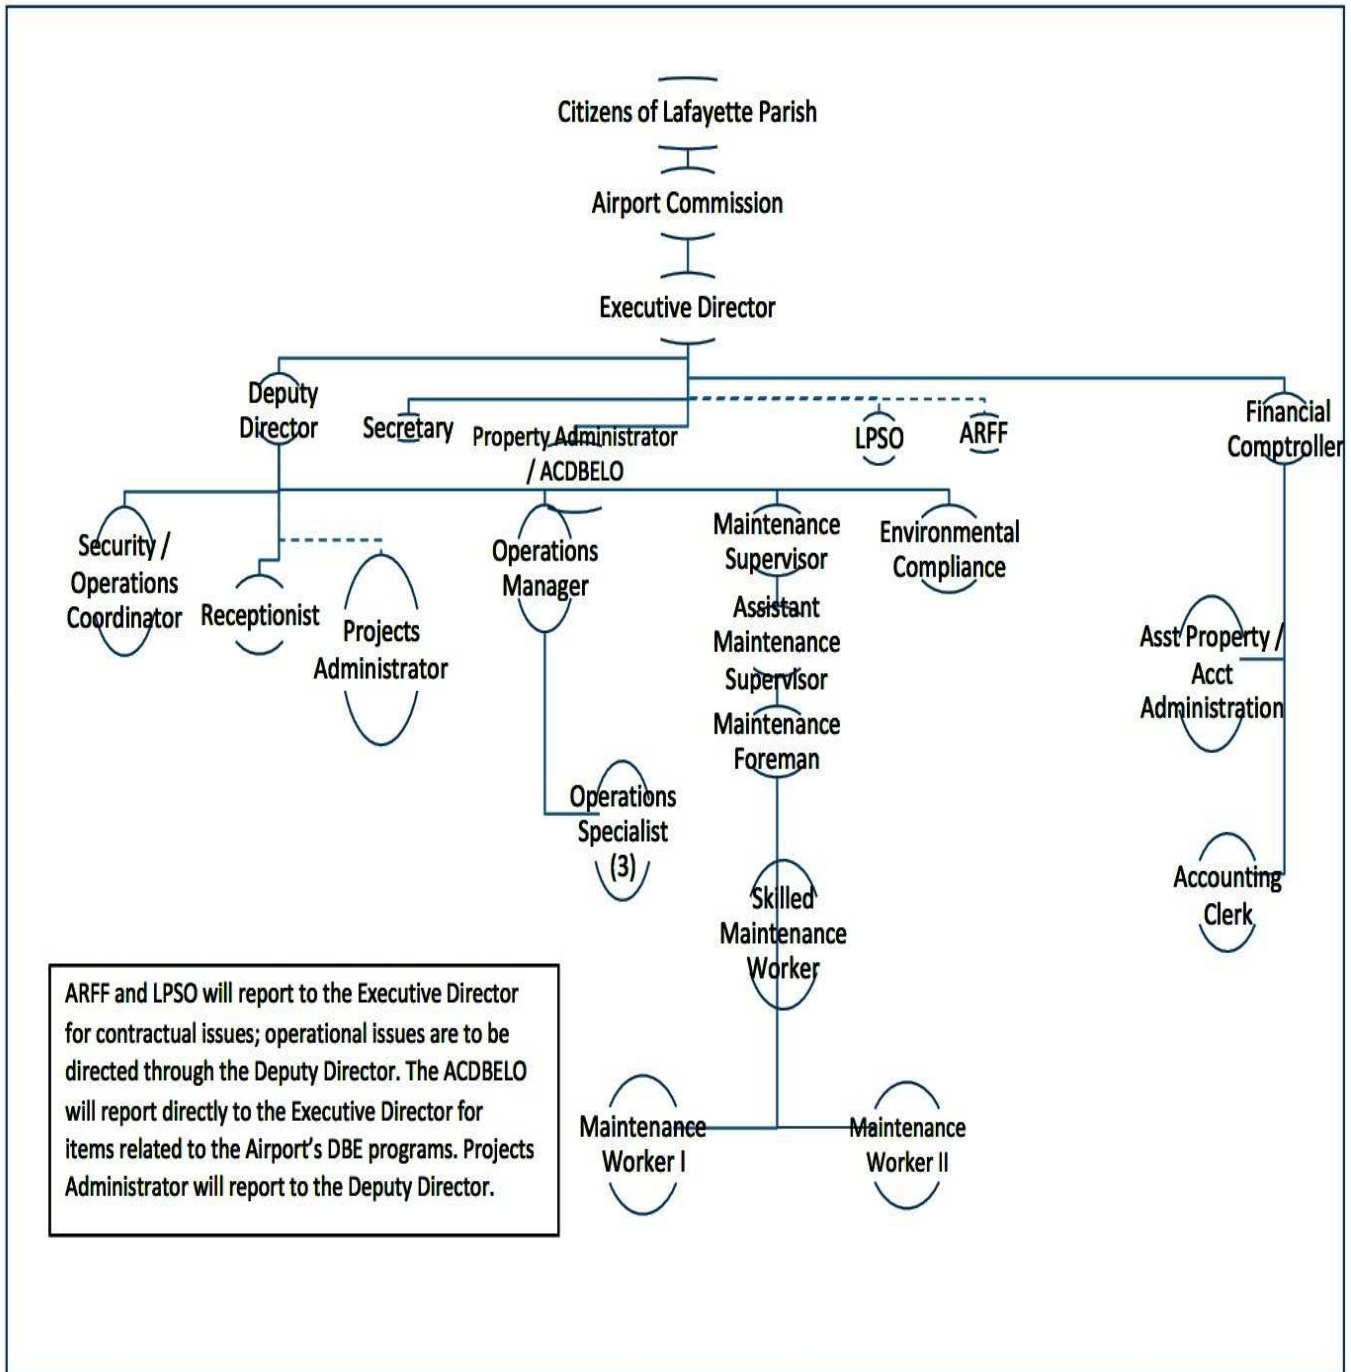 Citizens of Lafayette Parish
Airport Commission
Executive Director
Deputy
Director
Secretary
Property Administrator
/ ACDBELO
LPSO
ARFF
Financial
Comptroller
Security /
Operations
Coordinator
Receptionist
Projects
Administrator
Operations
Manager
Maintenance
Supervisor
Environmental
Compliance
Assistant
Maintenance
Supervisor
Maintenance
Foreman
Asst Property /
Acct
Administration
Operations
Specialist
(3)
Skilled
Maintenance
Worker
Accounting
Clerk
ARFF and LPSO will report to the Executive Director
for contractual issues; operational issues are to be
directed through the Deputy Director. The ACDBELO
will report directly to the Executive Director for
items related to the Airport's DBE programs. Projects
Administrator will report to the Deputy Director.
Maintenance
Worker I
Maintenance
Worker II